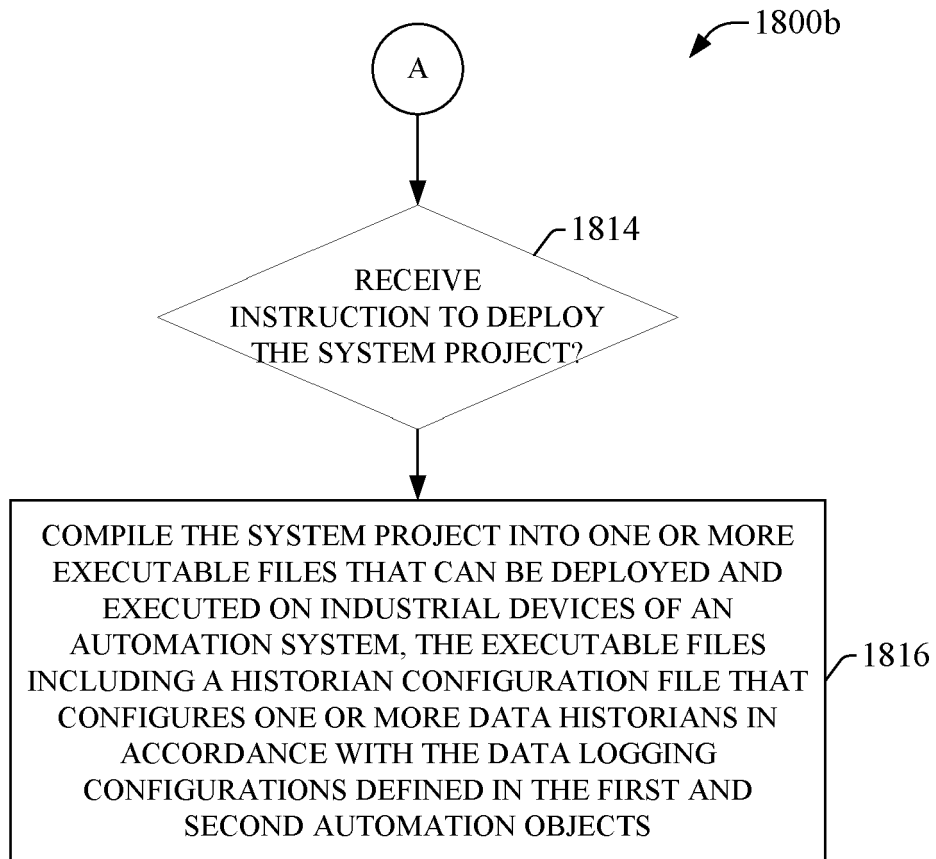 1800b
A
1814
RECEIVE
INSTRUCTION TO DEPLOY
THE SYSTEM PROJECT?
COMPILE THE SYSTEM PROJECT INTO ONE OR MORE
EXECUTABLE FILES THAT CAN BE DEPLOYED AND
EXECUTED ON INDUSTRIAL DEVICES OF AN
AUTOMATION SYSTEM, THE EXECUTABLE FILES
INCLUDING A HISTORIAN CONFIGURATION FILE THAT
CONFIGURES ONE OR MORE DATA HISTORIANS IN
ACCORDANCE WITH THE DATA LOGGING
CONFIGURATIONS DEFINED IN THE FIRST AND
SECOND AUTOMATION OBJECTS
1816